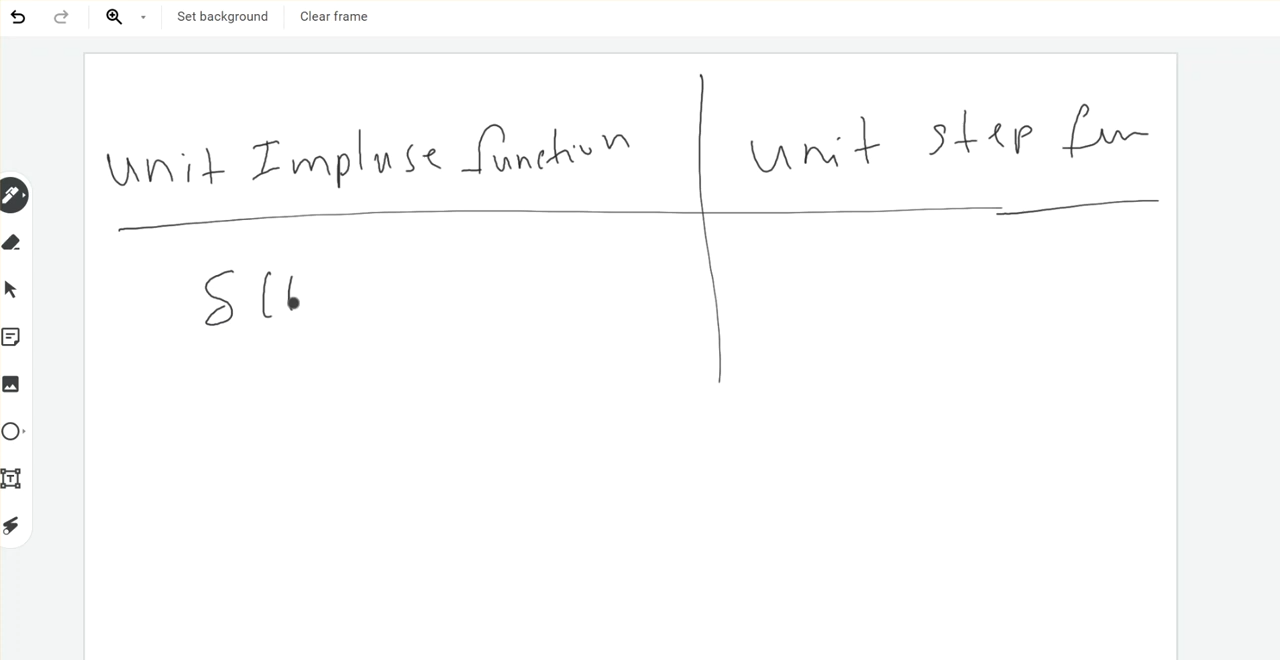 Set background Clear frame
unit Impluse function unit step fun
δ(